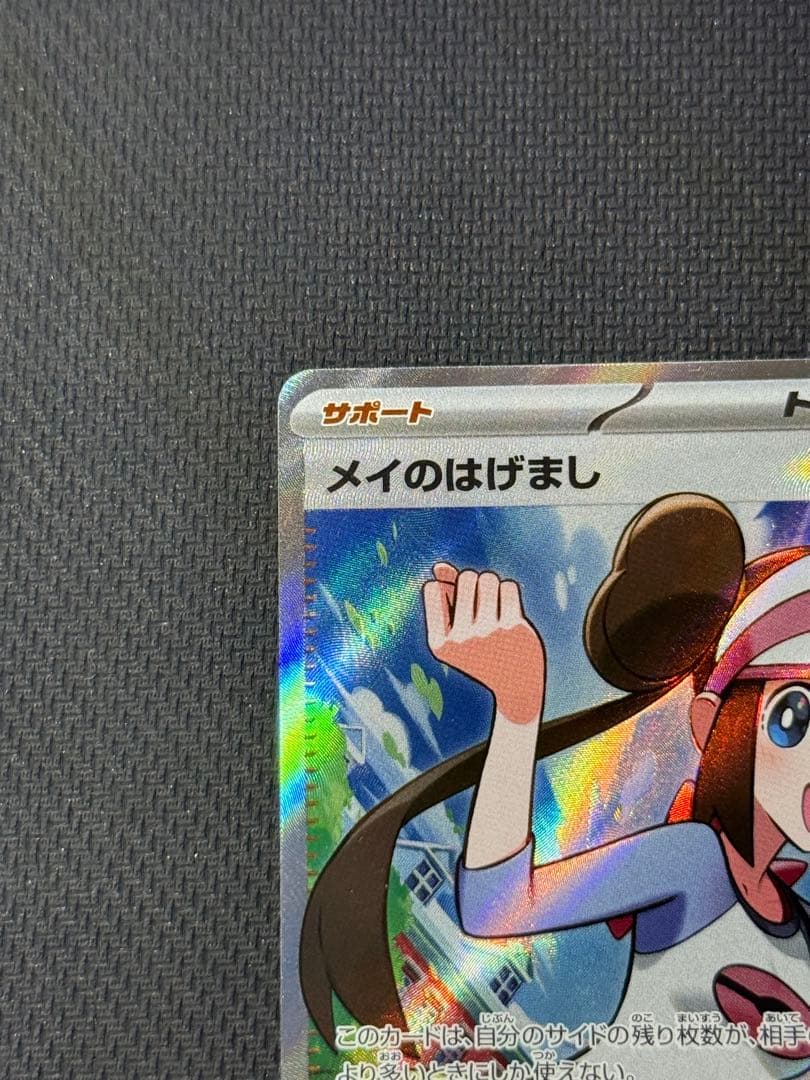 サポート
ト
メイのはげまし
このカードは、自分のサイドの残り枚数が、相手
より多いときにしか使えない。